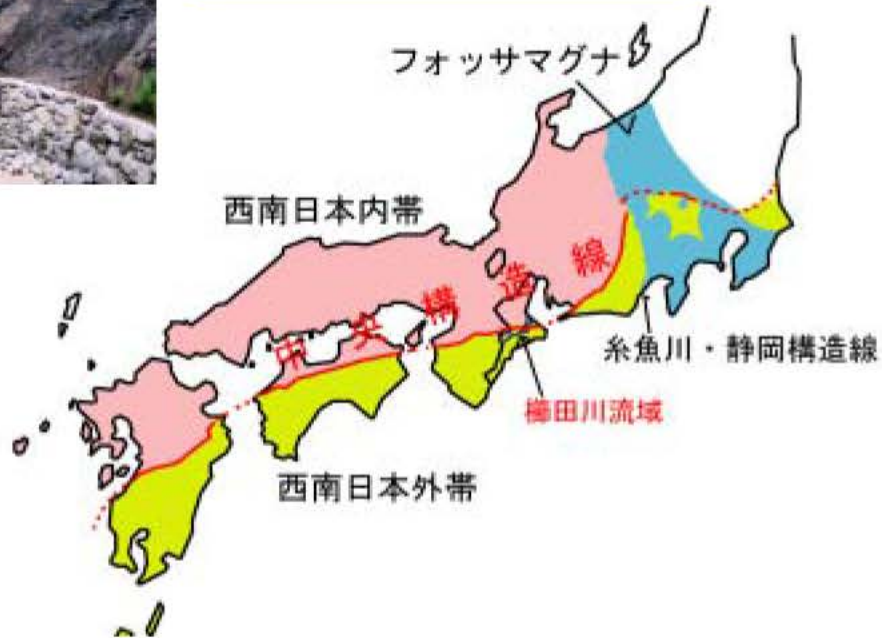 フォッサマグナ
西南日本内帯
中央構造線
糸魚川・静岡構造線
櫛田川流域
西南日本外帯